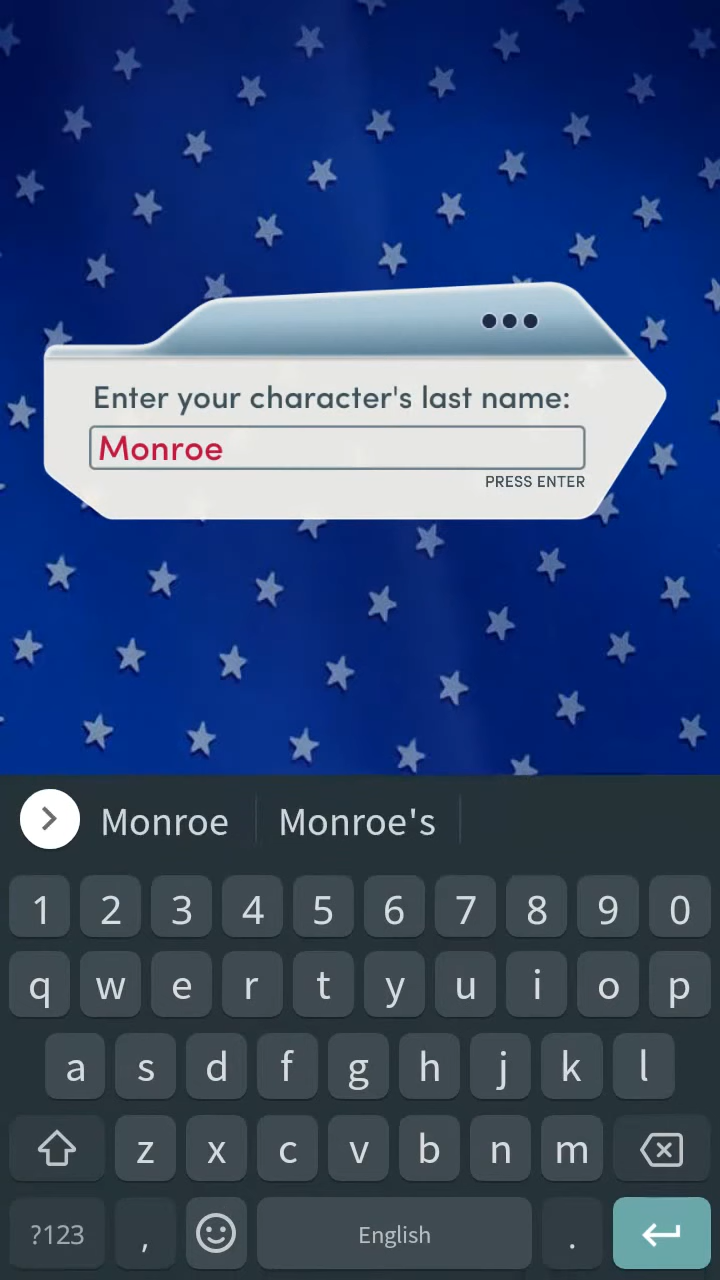 Enter your character's last name:
Monroe
PRESS ENTER
Monroe Monroe's
1 2 3 4 5 6 7 8 9 0
q w e r t y u i o p
a s d f g h j k l
z x c v b n m
?123 , English .